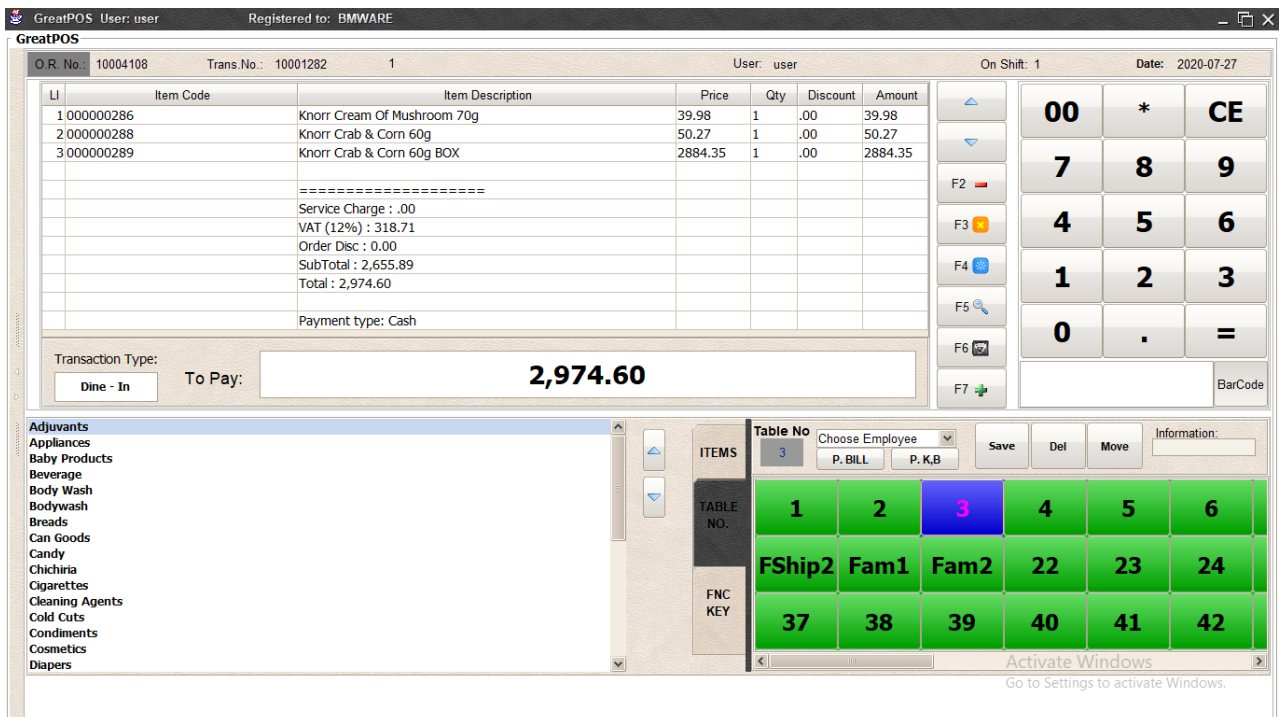 GreatPOS User: user Registered to: BMWARE
GreatPOS
O.R. No.: 10004108 Trans.No.: 10001282 1 User: user On Shift: 1 Date: 2020-07-27
LI Item Code Item Description Price Qty Discount Amount
1 000000286 Knorr Cream Of Mushroom 70g 39.98 1 .00 39.98
2 000000288 Knorr Crab & Corn 60g 50.27 1 .00 50.27
3 000000289 Knorr Crab & Corn 60g BOX 2884.35 1 .00 2884.35
====================
Service Charge : .00
VAT (12%) : 318.71
Order Disc : 0.00
SubTotal : 2,655.89
Total : 2,974.60
Payment type: Cash
Transaction Type:
Dine - In
To Pay: 2,974.60
F2
F3
F4
F5
F6
F7
00 * CE
7 8 9
4 5 6
1 2 3
0 . =
BarCode
Adjuvants
Appliances
Baby Products
Beverage
Body Wash
Bodywash
Breads
Can Goods
Candy
Chichiria
Cigarettes
Cleaning Agents
Cold Cuts
Condiments
Cosmetics
Diapers
ITEMS
TABLE NO.
FNC KEY
Table No
3
Choose Employee
P. BILL P. K,B
Save Del Move
Information:
1 2 3 4 5 6
FShip2 Fam1 Fam2 22 23 24
37 38 39 40 41 42
Activate Windows
Go to Settings to activate Windows.